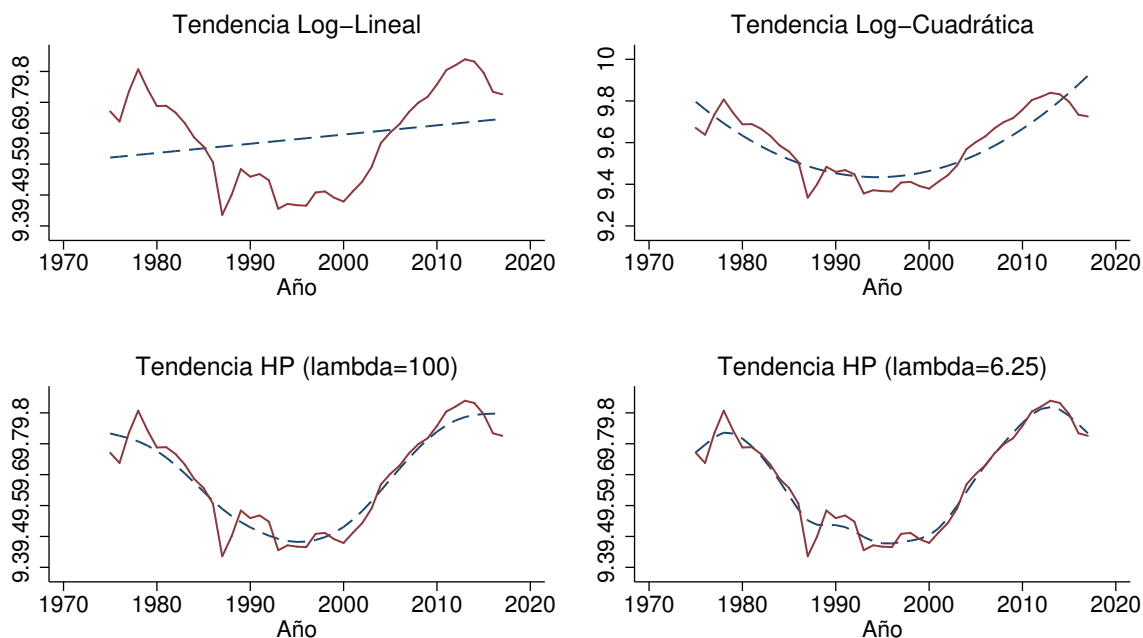 Tendencia Log−Lineal
9.39.49.59.69.79.8
1970 1980 1990 2000 2010 2020
Año
Tendencia Log−Cuadrática
9.2 9.4 9.6 9.8 10
1970 1980 1990 2000 2010 2020
Año
Tendencia HP (lambda=100)
9.39.49.59.69.79.8
1970 1980 1990 2000 2010 2020
Año
Tendencia HP (lambda=6.25)
9.39.49.59.69.79.8
1970 1980 1990 2000 2010 2020
Año